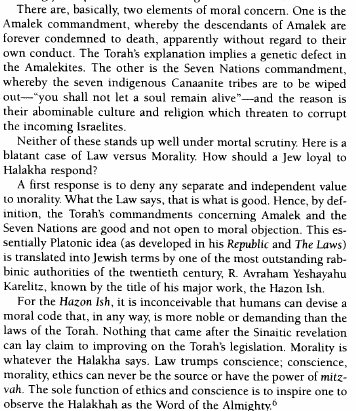 There are, basically, two elements of moral concern. One is the
Amalek commandment, whereby the descendants of Amalek are
forever condemned to death, apparently without regard to their
own conduct. The Torah's explanation implies a genetic defect in
the Amalekites. The other is the Seven Nations commandment,
whereby the seven indigenous Canaanite tribes are to be wiped
out—"you shall not let a soul remain alive"—and the reason is
their abominable culture and religion which threaten to corrupt
the incoming Israelites.
Neither of these stands up well under mortal scrutiny. Here is a
blatant case of Law versus Morality. How should a Jew loyal to
Halakha respond?
A first response is to deny any separate and independent value
to morality. What the Law says, that is what is good. Hence, by def-
inition, the Torah's commandments concerning Amalek and the
Seven Nations are good and not open to moral objection. This es-
sentially Platonic idea (as developed in his Republic and The Laws)
is translated into Jewish terms by one of the most outstanding rab-
binic authorities of the twentieth century, R. Avraham Yeshayahu
Karelitz, known by the title of his major work, the Hazon Ish.
For the Hazon Ish, it is inconceivable that humans can devise a
moral code that, in any way, is more noble or demanding than the
laws of the Torah. Nothing that came after the Sinaitic revelation
can lay claim to improving on the Torah's legislation. Morality is
whatever the Halakha says. Law trumps conscience; conscience,
morality, ethics can never be the source or have the power of mitz-
vah. The sole function of ethics and conscience is to inspire one to
observe the Halakhah as the Word of the Almighty.6